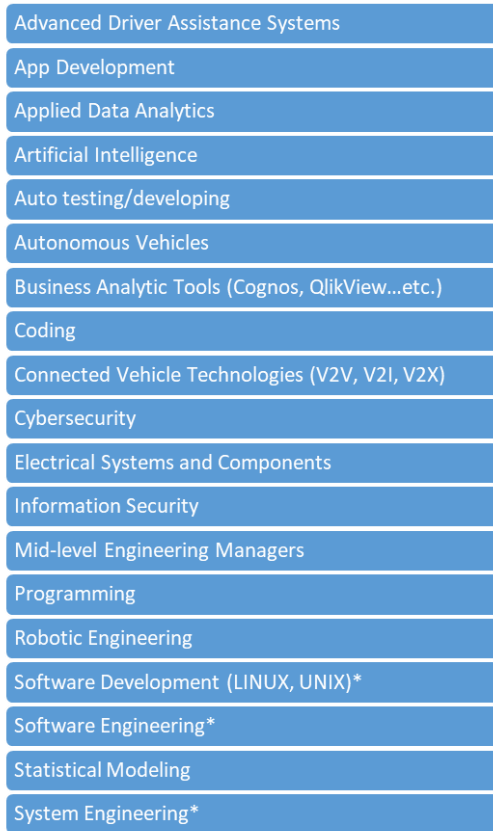 Advanced Driver Assistance Systems
App Development
Applied Data Analytics
Artificial Intelligence
Auto testing/developing
Autonomous Vehicles
Business Analytic Tools (Cognos, QlikView…etc.)
Coding
Connected Vehicle Technologies (V2V, V2I, V2X)
Cybersecurity
Electrical Systems and Components
Information Security
Mid-level Engineering Managers
Programming
Robotic Engineering
Software Development (LINUX, UNIX)*
Software Engineering*
Statistical Modeling
System Engineering*